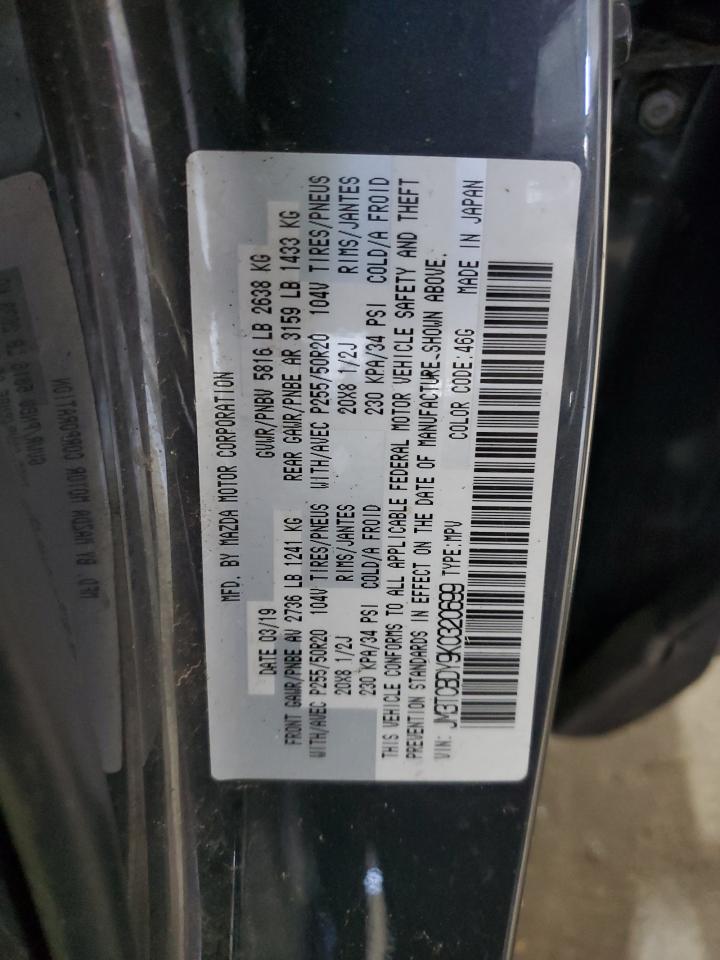 MFD. BY MAZDA MOTOR CORPORATION
DATE 03/19 GVWR/PNBV 5816 LB 2638 KG
FRONT GAWR/PNBE AV 2736 LB 1241 KG REAR GAWR/PNBE AR 3159 LB 1433 KG
WITH/AVEC P255/50R20 104V TIRES/PNEUS WITH/AVEC P255/50R20 104V TIRES/PNEUS
20X8 1/2J RIMS/JANTES 20X8 1/2J RIMS/JANTES
230 KPA/34 PSI COLD/A FROID 230 KPA/34 PSI COLD/A FROID
THIS VEHICLE CONFORMS TO ALL APPLICABLE FEDERAL MOTOR VEHICLE SAFETY AND THEFT
PREVENTION STANDARDS IN EFFECT ON THE DATE OF MANUFACTURE SHOWN ABOVE.
VIN: JM3TCBDY9K0320699 TYPE:MPV COLOR CODE:46G MADE IN JAPAN